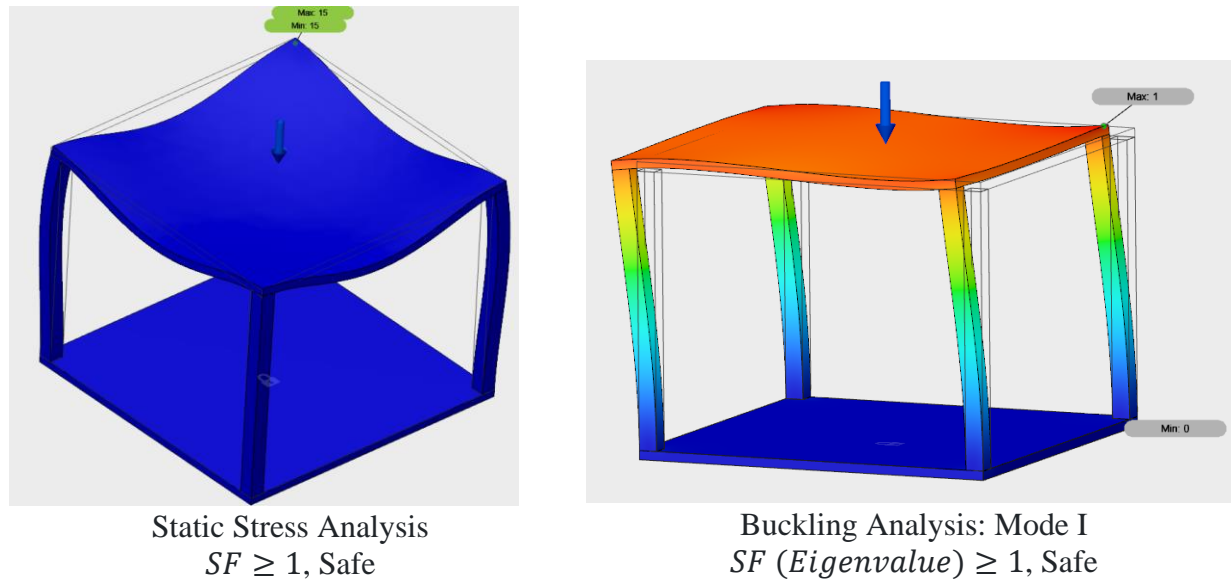 Max: 15
Min: 15
Max: 1
Min: 0
Static Stress Analysis
SF ≥ 1, Safe
Buckling Analysis: Mode I
SF (Eigenvalue) ≥ 1, Safe